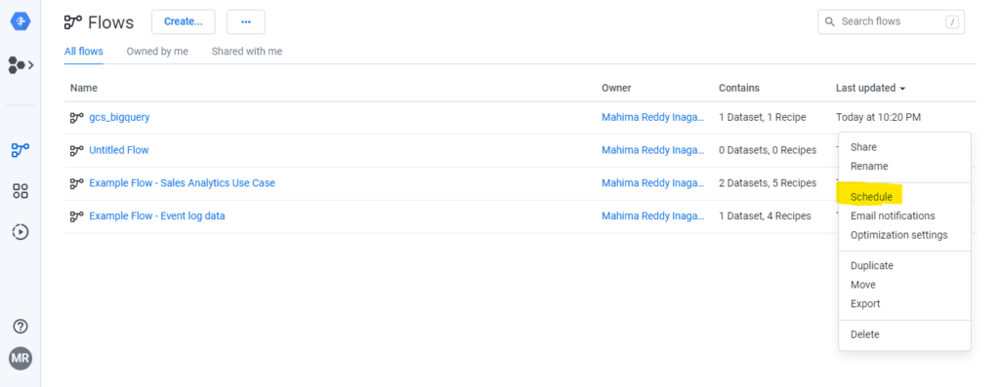 Flows Create... ... Search flows /
All flows Owned by me Shared with me
Name Owner Contains Last updated
gcs_bigquery Mahima Reddy Inaga... 1 Dataset, 1 Recipe Today at 10:20 PM
Untitled Flow Mahima Reddy Inaga... 0 Datasets, 0 Recipes
Example Flow - Sales Analytics Use Case Mahima Reddy Inaga... 2 Datasets, 5 Recipes
Example Flow - Event log data Mahima Reddy Inaga... 1 Dataset, 4 Recipes
Share
Rename
Schedule
Email notifications
Optimization settings
Duplicate
Move
Export
Delete
MR